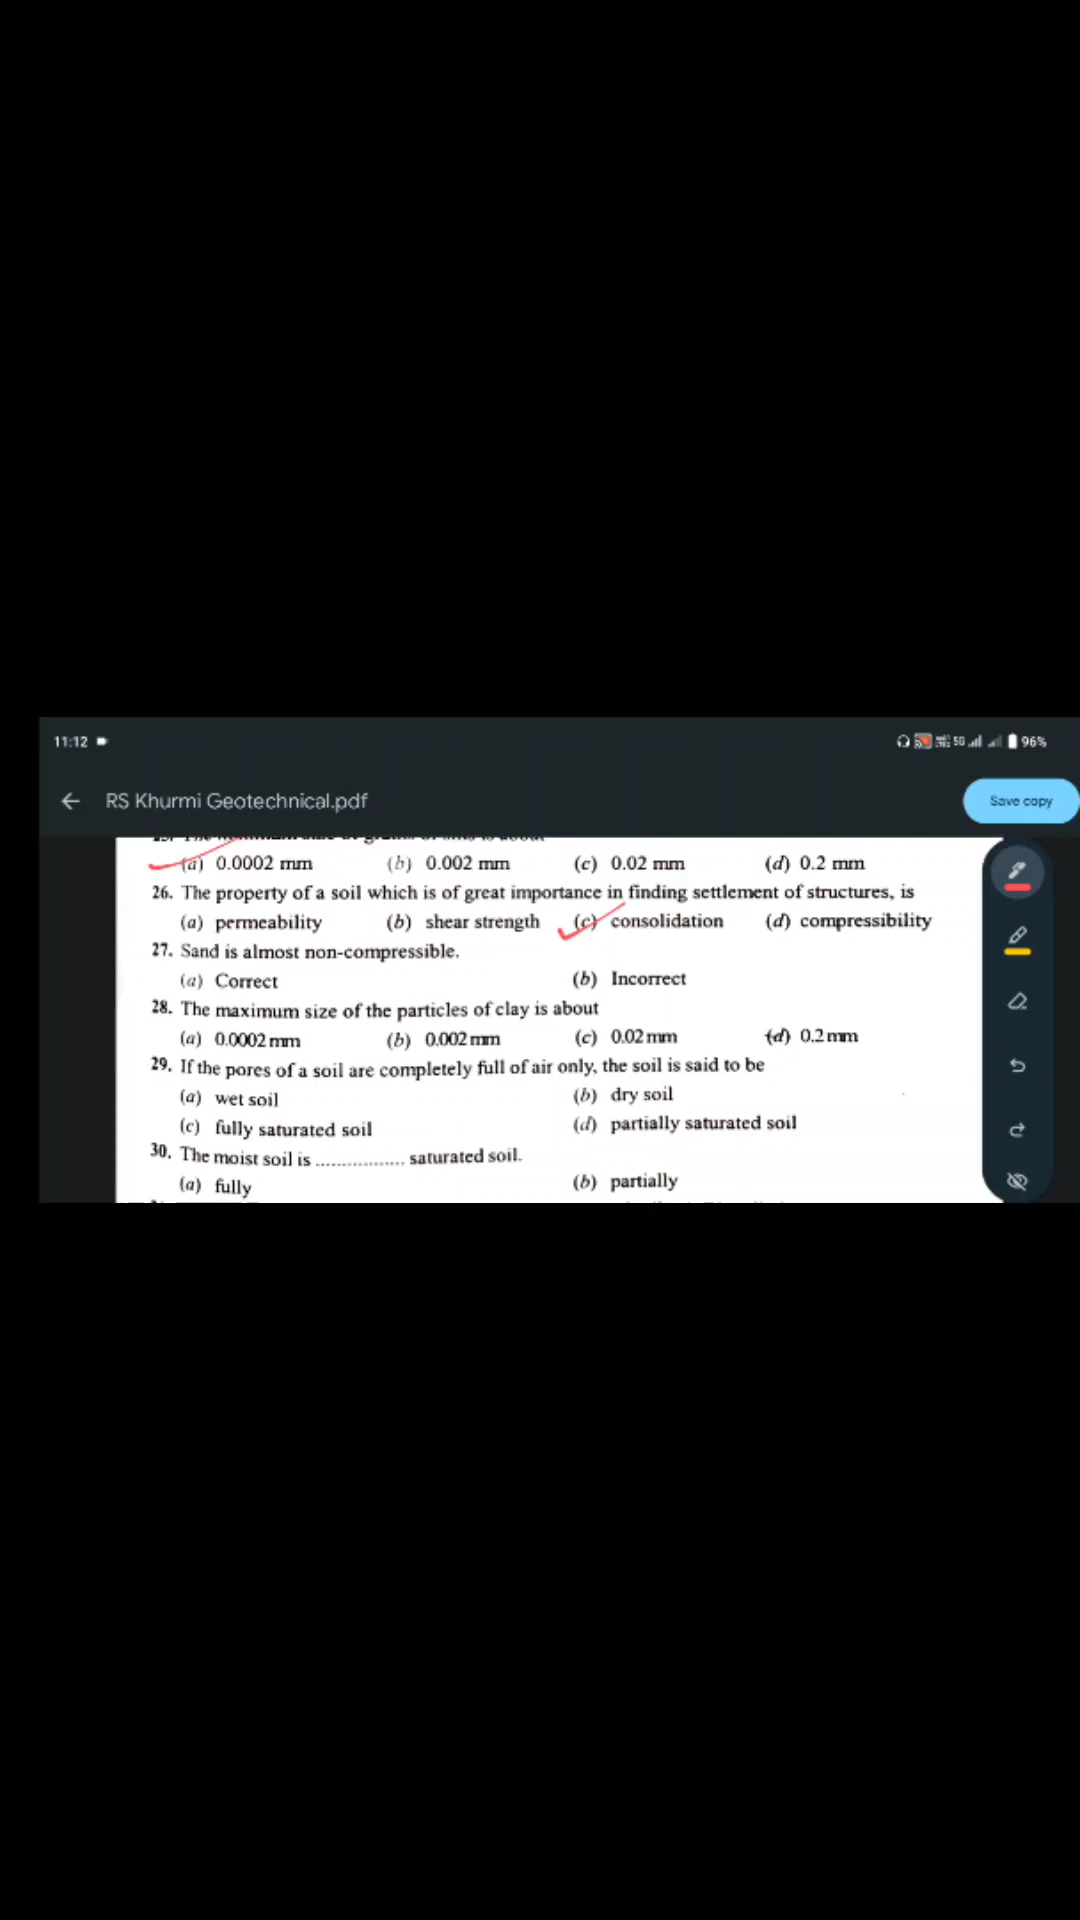 11:12
5G 96%
RS Khurmi Geotechnical.pdf
Save copy
(a) 0.0002 mm (b) 0.002 mm (c) 0.02 mm (d) 0.2 mm
26. The property of a soil which is of great importance in finding settlement of structures, is
(a) permeability (b) shear strength (c) consolidation (d) compressibility
27. Sand is almost non-compressible.
(a) Correct (b) Incorrect
28. The maximum size of the particles of clay is about
(a) 0.0002 mm (b) 0.002 mm (c) 0.02 mm (d) 0.2 mm
29. If the pores of a soil are completely full of air only, the soil is said to be
(a) wet soil (b) dry soil
(c) fully saturated soil (d) partially saturated soil
30. The moist soil is ................ saturated soil.
(a) fully (b) partially